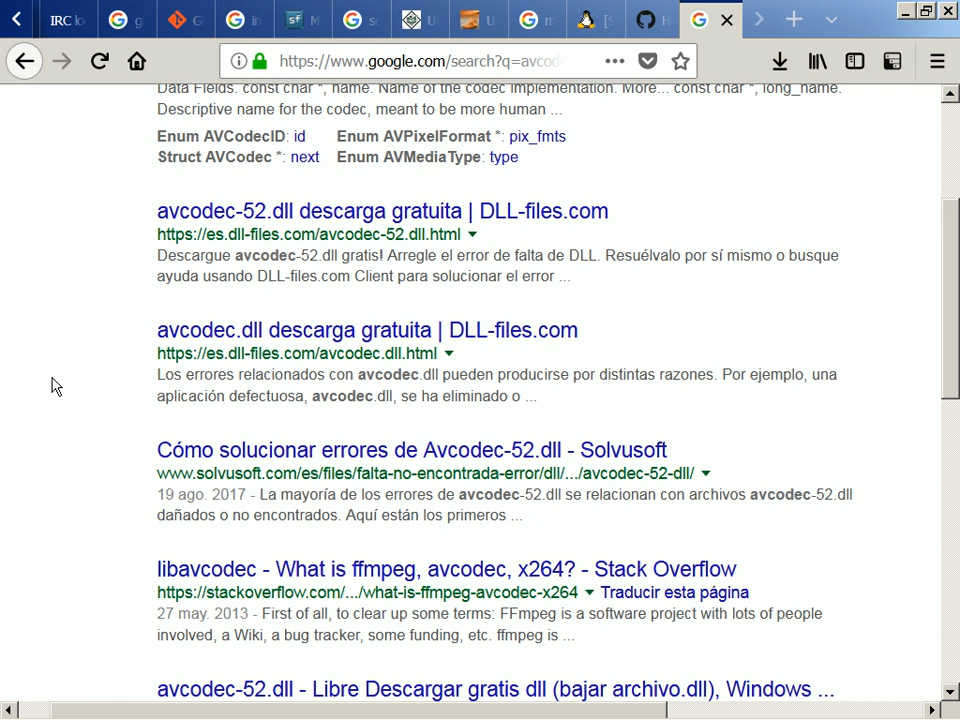 IRC lo
https://www.google.com/search?q=avcod
Data Fields. const char *, name. Name of the codec implementation. More... const char *, long_name.
Descriptive name for the codec, meant to be more human ...
Enum AVCodecID: id Enum AVPixelFormat *: pix_fmts
Struct AVCodec *: next Enum AVMediaType: type
avcodec-52.dll descarga gratuita | DLL-files.com
https://es.dll-files.com/avcodec-52.dll.html
Descargue avcodec-52.dll gratis! Arregle el error de falta de DLL. Resuélvalo por sí mismo o busque
ayuda usando DLL-files.com Client para solucionar el error ...
avcodec.dll descarga gratuita | DLL-files.com
https://es.dll-files.com/avcodec.dll.html
Los errores relacionados con avcodec.dll pueden producirse por distintas razones. Por ejemplo, una
aplicación defectuosa, avcodec.dll, se ha eliminado o ...
Cómo solucionar errores de Avcodec-52.dll - Solvusoft
www.solvusoft.com/es/files/falta-no-encontrada-error/dll/.../avcodec-52-dll/
19 ago. 2017 - La mayoría de los errores de avcodec-52.dll se relacionan con archivos avcodec-52.dll
dañados o no encontrados. Aquí están los primeros ...
libavcodec - What is ffmpeg, avcodec, x264? - Stack Overflow
https://stackoverflow.com/.../what-is-ffmpeg-avcodec-x264 Traducir esta página
27 may. 2013 - First of all, to clear up some terms: FFmpeg is a software project with lots of people
involved, a Wiki, a bug tracker, some funding, etc. ffmpeg is ...
avcodec-52.dll - Libre Descargar gratis dll (bajar archivo.dll), Windows ...